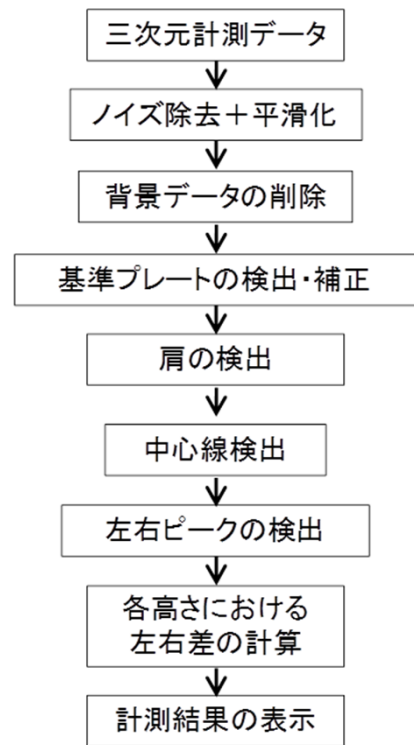 三次元計測データ
ノイズ除去＋平滑化
背景データの削除
基準プレートの検出・補正
肩の検出
中心線検出
左右ピークの検出
各高さにおける
左右差の計算
計測結果の表示